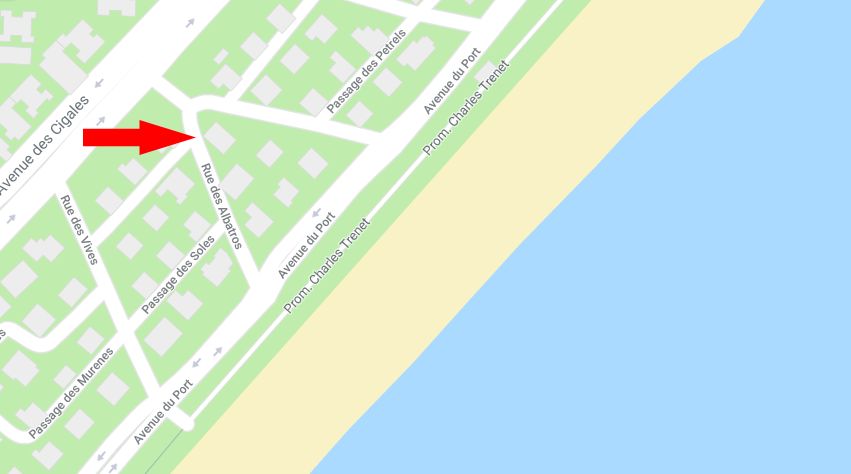 Passage des Petrels
Avenue du Port
Prom. Charles Trenet
Avenue des Cigales
Rue des Albatros
Rue des Vives
Avenue du Port
Prom. Charles Trenet
Passage des Soles
Passage des Murenes
Avenue du Port